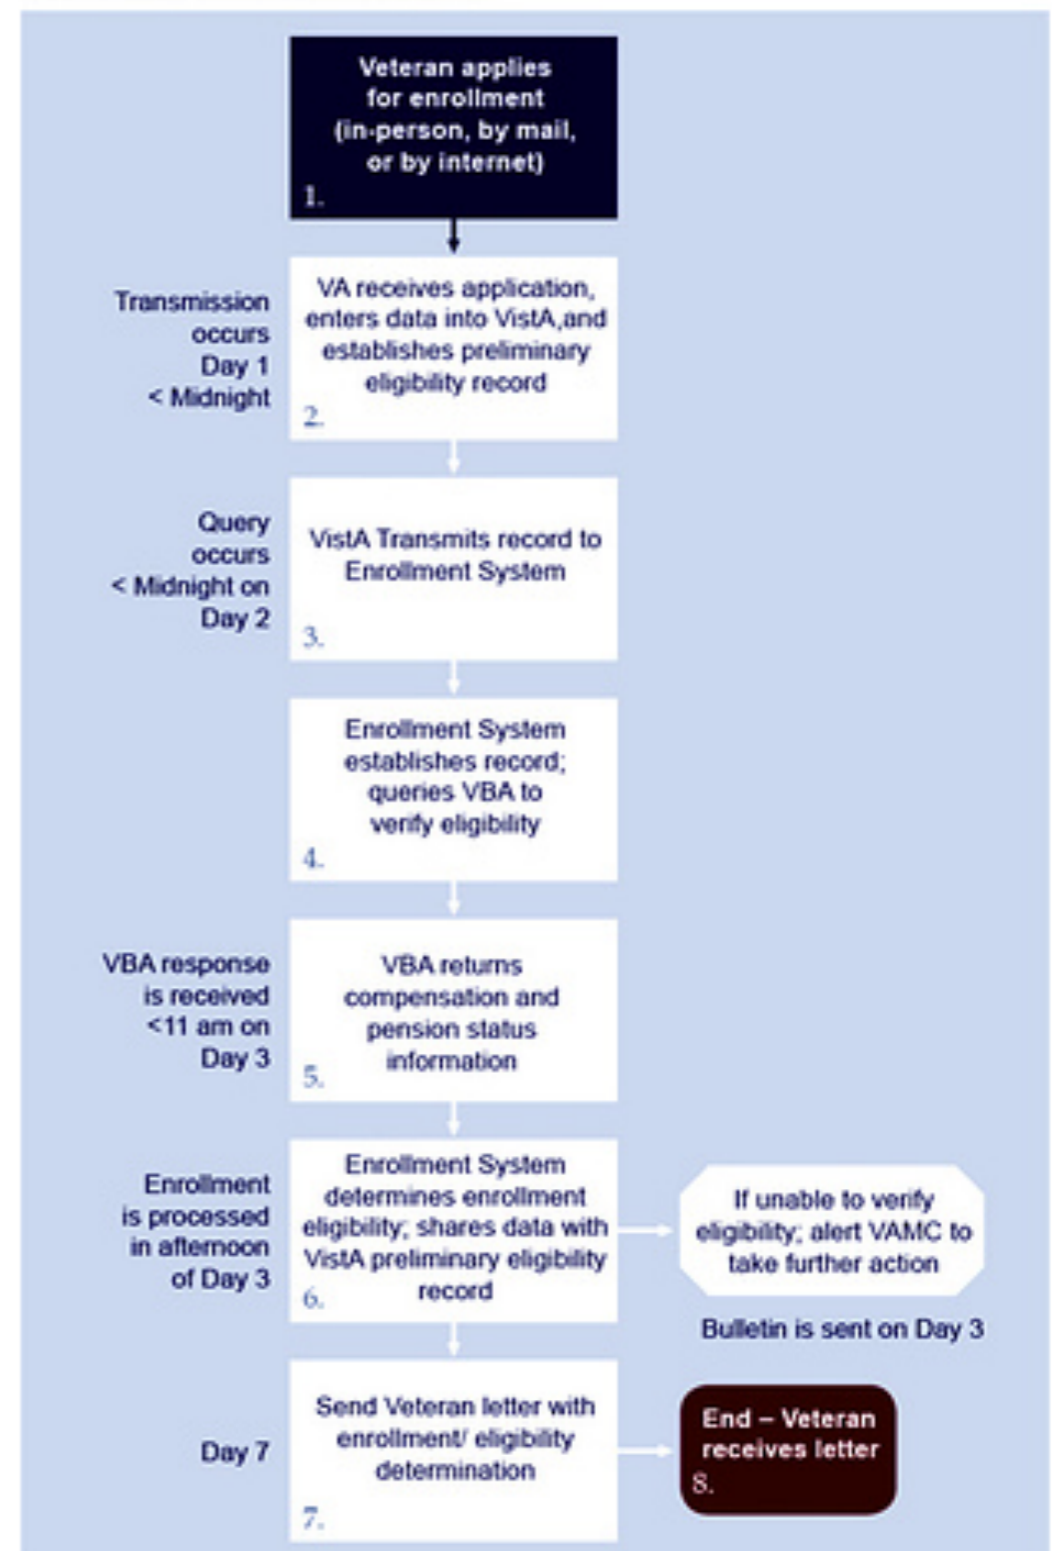 Veteran applies
for enrollment
(in-person, by mail,
or by internet)
1.
Transmission
occurs
Day 1
< Midnight
VA receives application,
enters data into VistA,and
establishes preliminary
eligibility record
2.
Query
occurs
< Midnight on
Day 2
VistA Transmits record to
Enrollment System
3.
Enrollment System
establishes record;
queries VBA to
verify eligibility
4.
VBA response
is received
<11 am on
Day 3
VBA returns
compensation and
pension status
information
5.
Enrollment
is processed
in afternoon
of Day 3
Enrollment System
determines enrollment
eligibility; shares data with
VistA preliminary eligibility
record
6.
If unable to verify
eligibility; alert VAMC to
take further action
Bulletin is sent on Day 3
Day 7
Send Veteran letter with
enrollment/ eligibility
determination
7.
End – Veteran
receives letter
8.